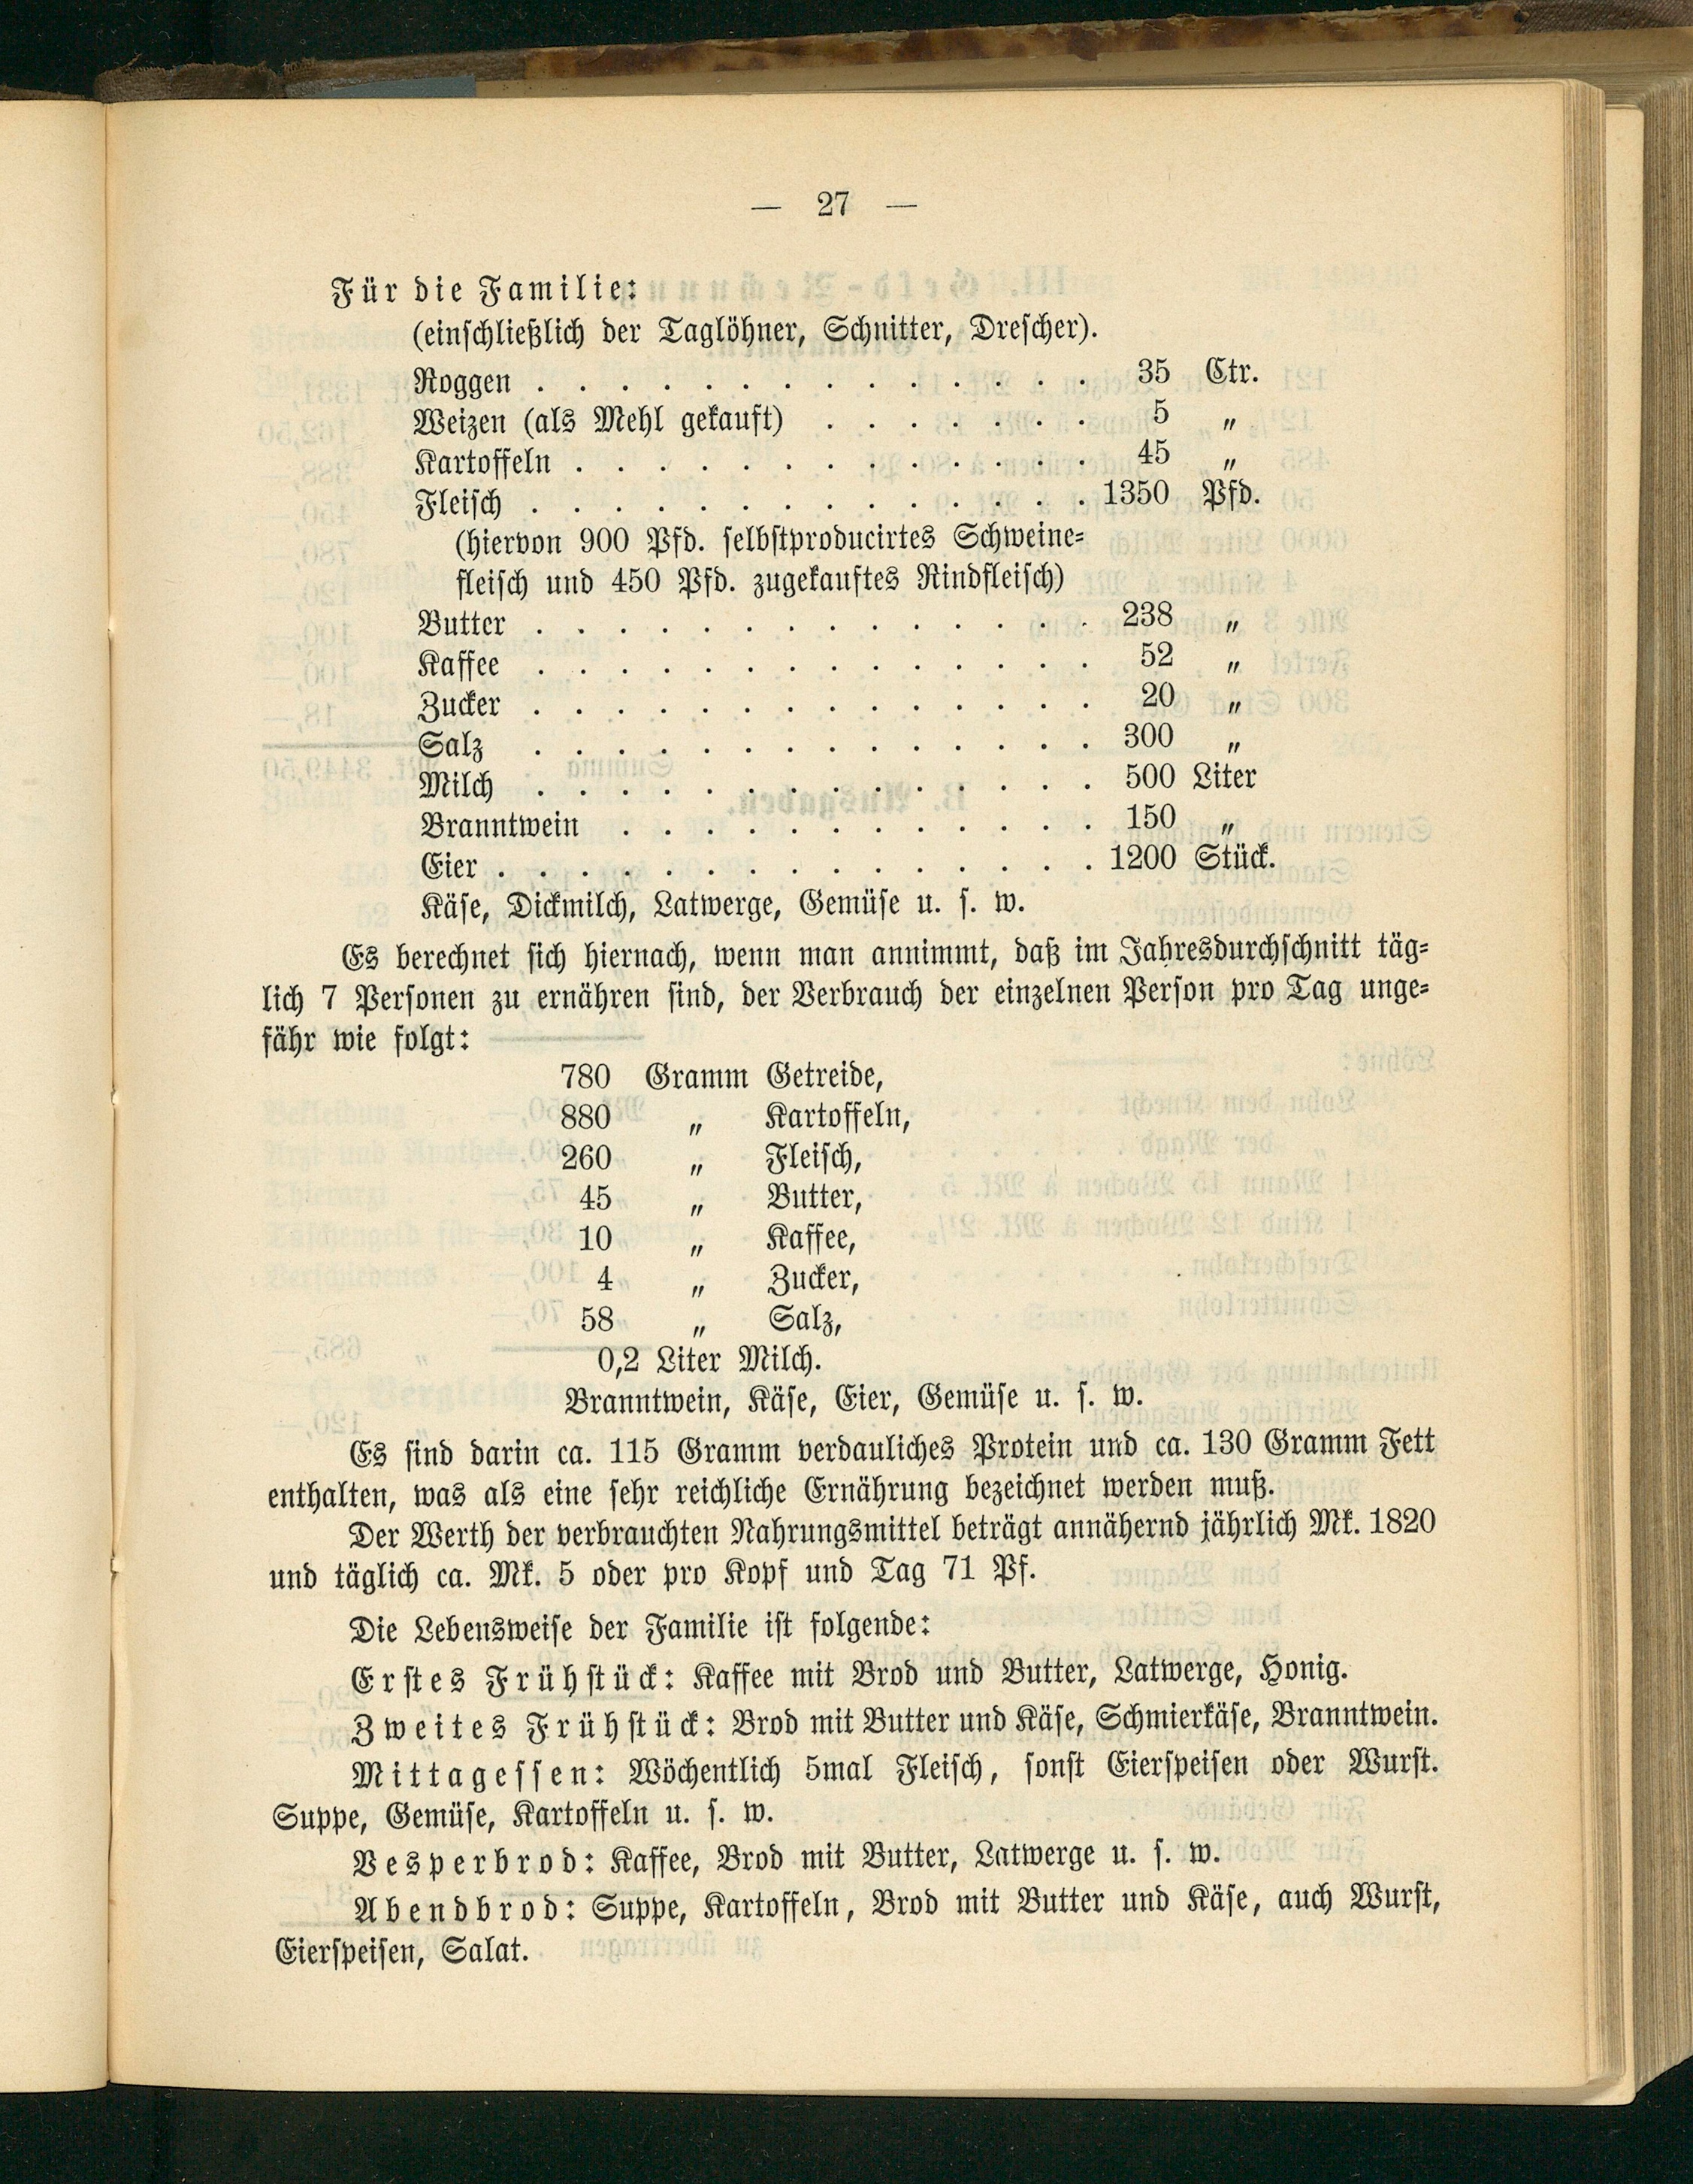 — 27 —
Für die Familie:
(einschließlich der Taglöhner, Schnitter, Drescher).
Roggen . . . . . . . . . . . . . . 35 Ctr.
Weizen (als Mehl gekauft) . . . . . . . 5 „
Kartoffeln . . . . . . . . . . . . . 45 „
Fleisch . . . . . . . . . . . . . . 1350 Pfd.
(hiervon 900 Pfd. selbstproducirtes Schweine-
fleisch und 450 Pfd. zugekauftes Rindfleisch)
Butter . . . . . . . . . . . . . . 238 „
Kaffee . . . . . . . . . . . . . . 52 „
Zucker . . . . . . . . . . . . . . 20 „
Salz . . . . . . . . . . . . . . 300 „
Milch . . . . . . . . . . . . . . 500 Liter
Branntwein . . . . . . . . . . . . 150 „
Eier . . . . . . . . . . . . . . . 1200 Stück.
Käse, Dickmilch, Latwerge, Gemüse u. s. w.
Es berechnet sich hiernach, wenn man annimmt, daß im Jahresdurchschnitt täg-
lich 7 Personen zu ernähren sind, der Verbrauch der einzelnen Person pro Tag unge-
fähr wie folgt:
780 Gramm Getreide,
880 „ Kartoffeln,
260 „ Fleisch,
45 „ Butter,
10 „ Kaffee,
4 „ Zucker,
58 „ Salz,
0,2 Liter Milch.
Branntwein, Käse, Eier, Gemüse u. s. w.
Es sind darin ca. 115 Gramm verdauliches Protein und ca. 130 Gramm Fett
enthalten, was als eine sehr reichliche Ernährung bezeichnet werden muß.
Der Werth der verbrauchten Nahrungsmittel beträgt annähernd jährlich Mk. 1820
und täglich ca. Mk. 5 oder pro Kopf und Tag 71 Pf.
Die Lebensweise der Familie ist folgende:
Erstes Frühstück: Kaffee mit Brod und Butter, Latwerge, Honig.
Zweites Frühstück: Brod mit Butter und Käse, Schmierkäse, Branntwein.
Mittagessen: Wöchentlich 5mal Fleisch, sonst Eierspeisen oder Wurst.
Suppe, Gemüse, Kartoffeln u. s. w.
Vesperbrod: Kaffee, Brod mit Butter, Latwerge u. s. w.
Abendbrod: Suppe, Kartoffeln, Brod mit Butter und Käse, auch Wurst,
Eierspeisen, Salat.